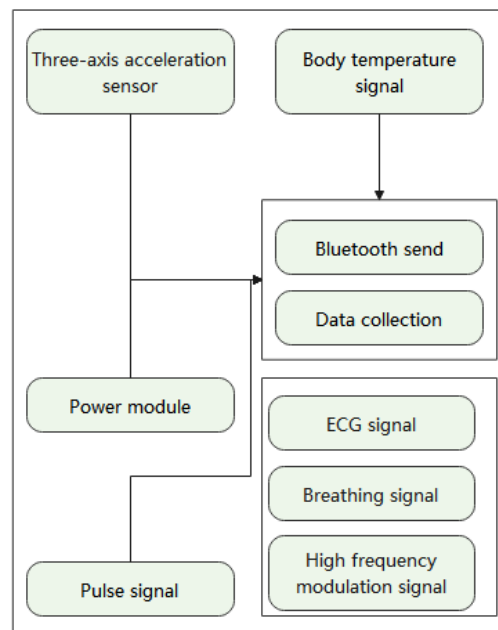 Three-axis acceleration
sensor
Body temperature
signal
Bluetooth send
Data collection
Power module
ECG signal
Breathing signal
High frequency
modulation signal
Pulse signal